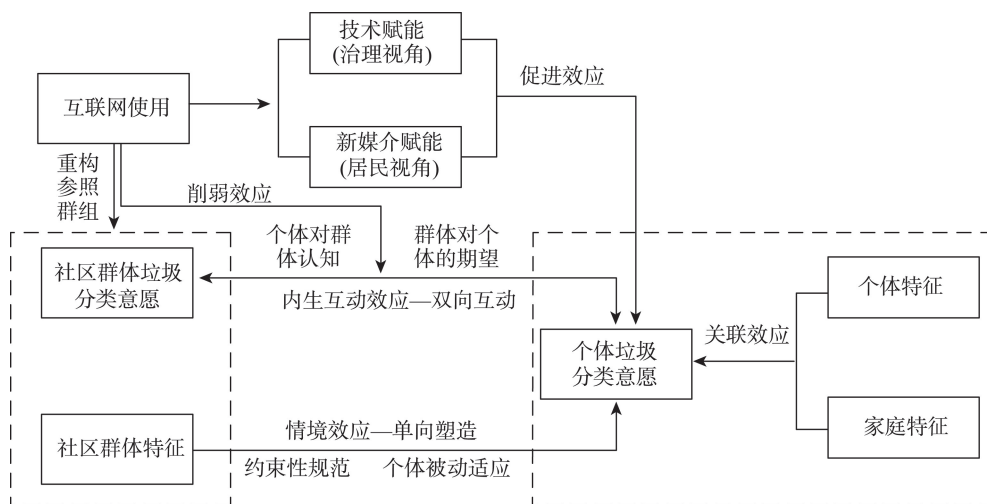 技术赋能
(治理视角)
促进效应
互联网使用
新媒介赋能
(居民视角)
重构
参照
群组
削弱效应
个体对群
体认知
群体对个
体的期望
社区群体垃圾
分类意愿
内生互动效应—双向互动
个体特征
关联效应
个体垃圾
分类意愿
社区群体特征
情境效应—单向塑造
约束性规范
个体被动适应
家庭特征